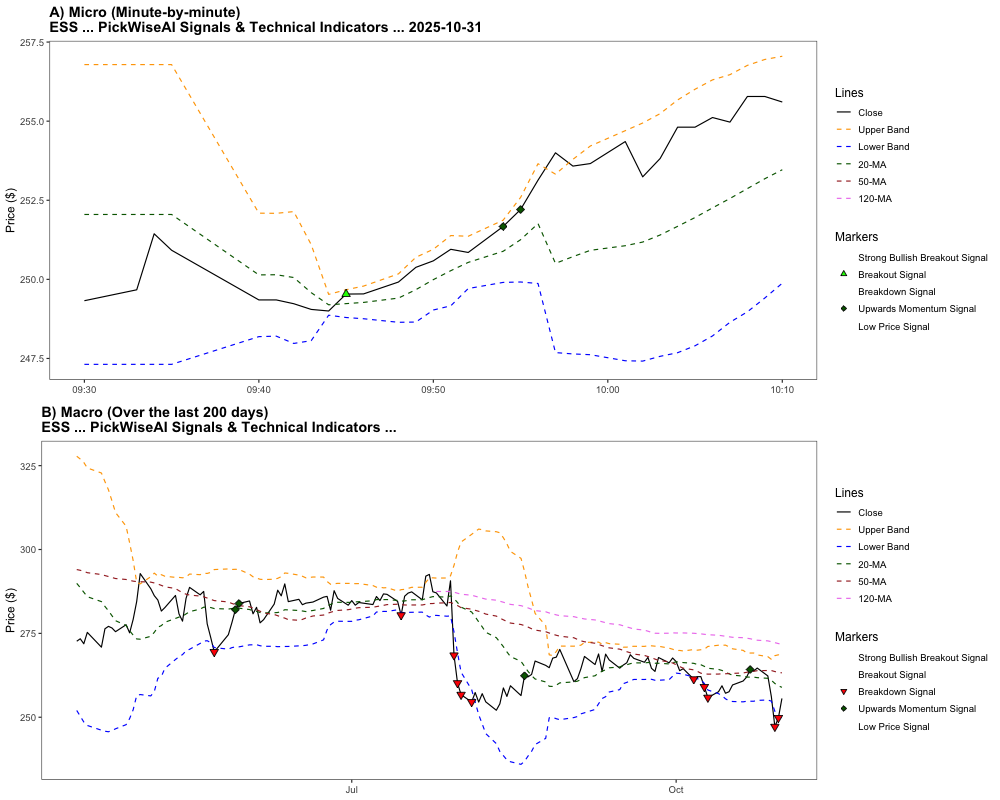 A) Micro (Minute-by-minute)
ESS ... PickWiseAI Signals & Technical Indicators ... 2025-10-31
257.5
255.0
252.5
250.0
247.5
Price ($)
09:30
09:40
09:50
10:00
10:10
Lines
Close
Upper Band
Lower Band
20-MA
50-MA
120-MA
Markers
Strong Bullish Breakout Signal
Breakout Signal
Breakdown Signal
Upwards Momentum Signal
Low Price Signal
B) Macro (Over the last 200 days)
ESS ... PickWiseAI Signals & Technical Indicators ...
325
300
275
250
Price ($)
Jul
Oct
Lines
Close
Upper Band
Lower Band
20-MA
50-MA
120-MA
Markers
Strong Bullish Breakout Signal
Breakout Signal
Breakdown Signal
Upwards Momentum Signal
Low Price Signal